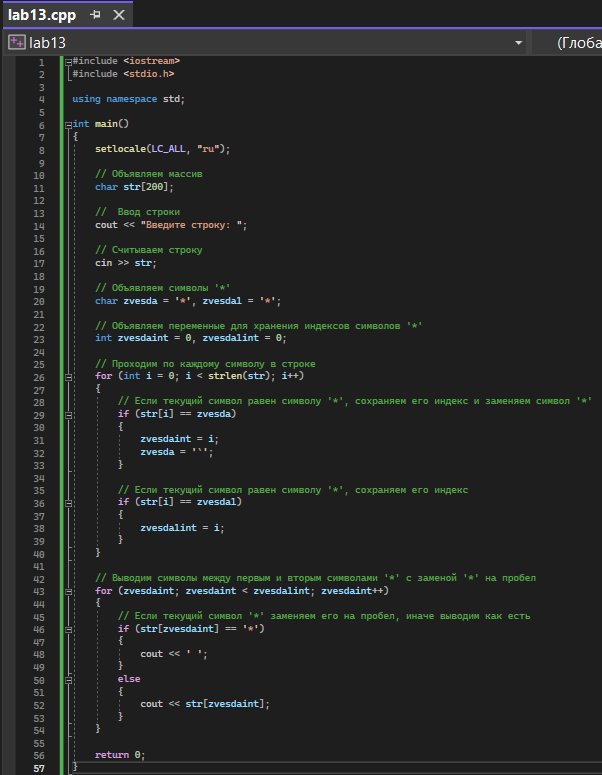 lab13.cpp
lab13 (Глоба
1 #include <iostream>
2 #include <stdio.h>
3
4 using namespace std;
5
6 int main()
7 {
8 setlocale(LC_ALL, "ru");
9
10 // Объявляем массив
11 char str[200];
12
13 //  Ввод строки
14 cout << "Введите строку: ";
15
16 // Считываем строку
17 cin >> str;
18
19 // Объявляем символы '*'
20 char zvesda = '*', zvesdal = '*';
21
22 // Объявляем переменные для хранения индексов символов '*'
23 int zvesdaint = 0, zvesdalint = 0;
24
25 // Проходим по каждому символу в строке
26 for (int i = 0; i < strlen(str); i++)
27 {
28 // Если текущий символ равен символу '*', сохраняем его индекс и заменяем символ '*'
29 if (str[i] == zvesda)
30 {
31 zvesdaint = i;
32 zvesda = '`';
33 }
34
35 // Если текущий символ равен символу '*', сохраняем его индекс
36 if (str[i] == zvesdal)
37 {
38 zvesdalint = i;
39 }
40 }
41
42 // Выводим символы между первым и вторым символами '*' с заменой '*' на пробел
43 for (zvesdaint; zvesdaint < zvesdalint; zvesdaint++)
44 {
45 // Если текущий символ '*' заменяем его на пробел, иначе выводим как есть
46 if (str[zvesdaint] == '*')
47 {
48 cout << ' ';
49 }
50 else
51 {
52 cout << str[zvesdaint];
53 }
54 }
55
56 return 0;
57 }